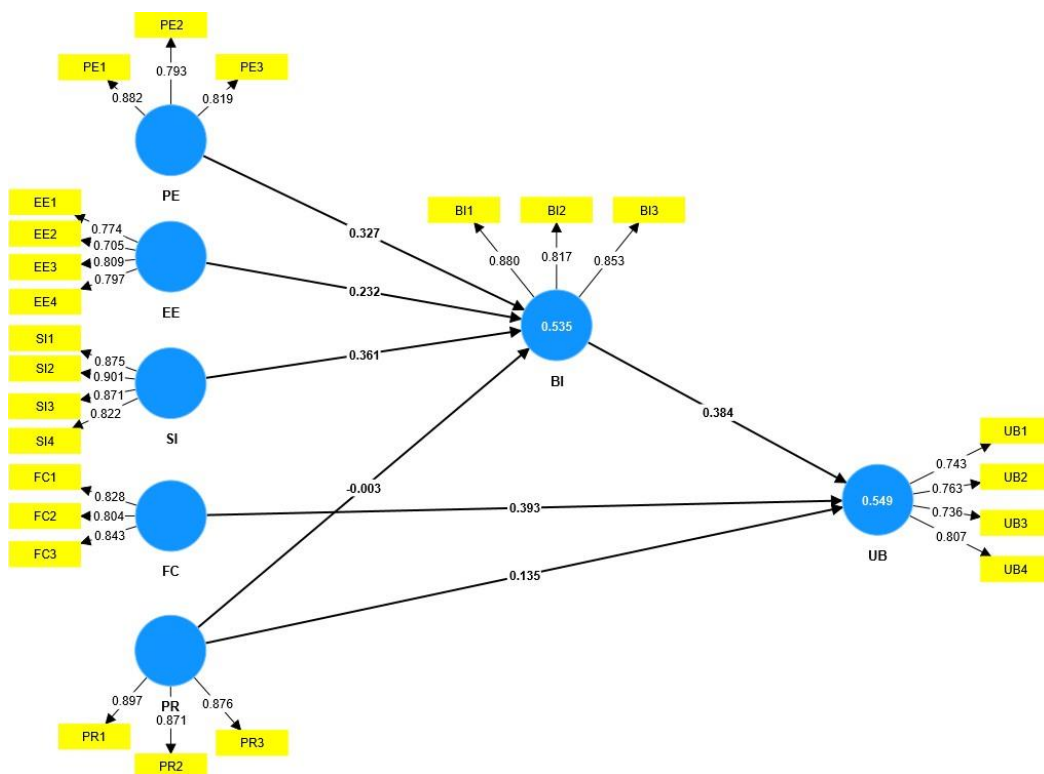 PE2
PE1
PE3
0.793
0.882
0.819
PE
EE1
EE2
EE3
EE4
0.774
0.705
0.809
0.797
EE
SI1
SI2
SI3
SI4
0.875
0.901
0.871
0.822
SI
FC1
FC2
FC3
0.828
0.804
0.843
FC
PR
0.897
0.871
0.876
PR1
PR2
PR3
0.327
0.232
0.361
-0.003
0.393
0.135
BI1
BI2
BI3
0.880
0.817
0.853
0.535
BI
0.384
0.549
UB
0.743
0.763
0.736
0.807
UB1
UB2
UB3
UB4